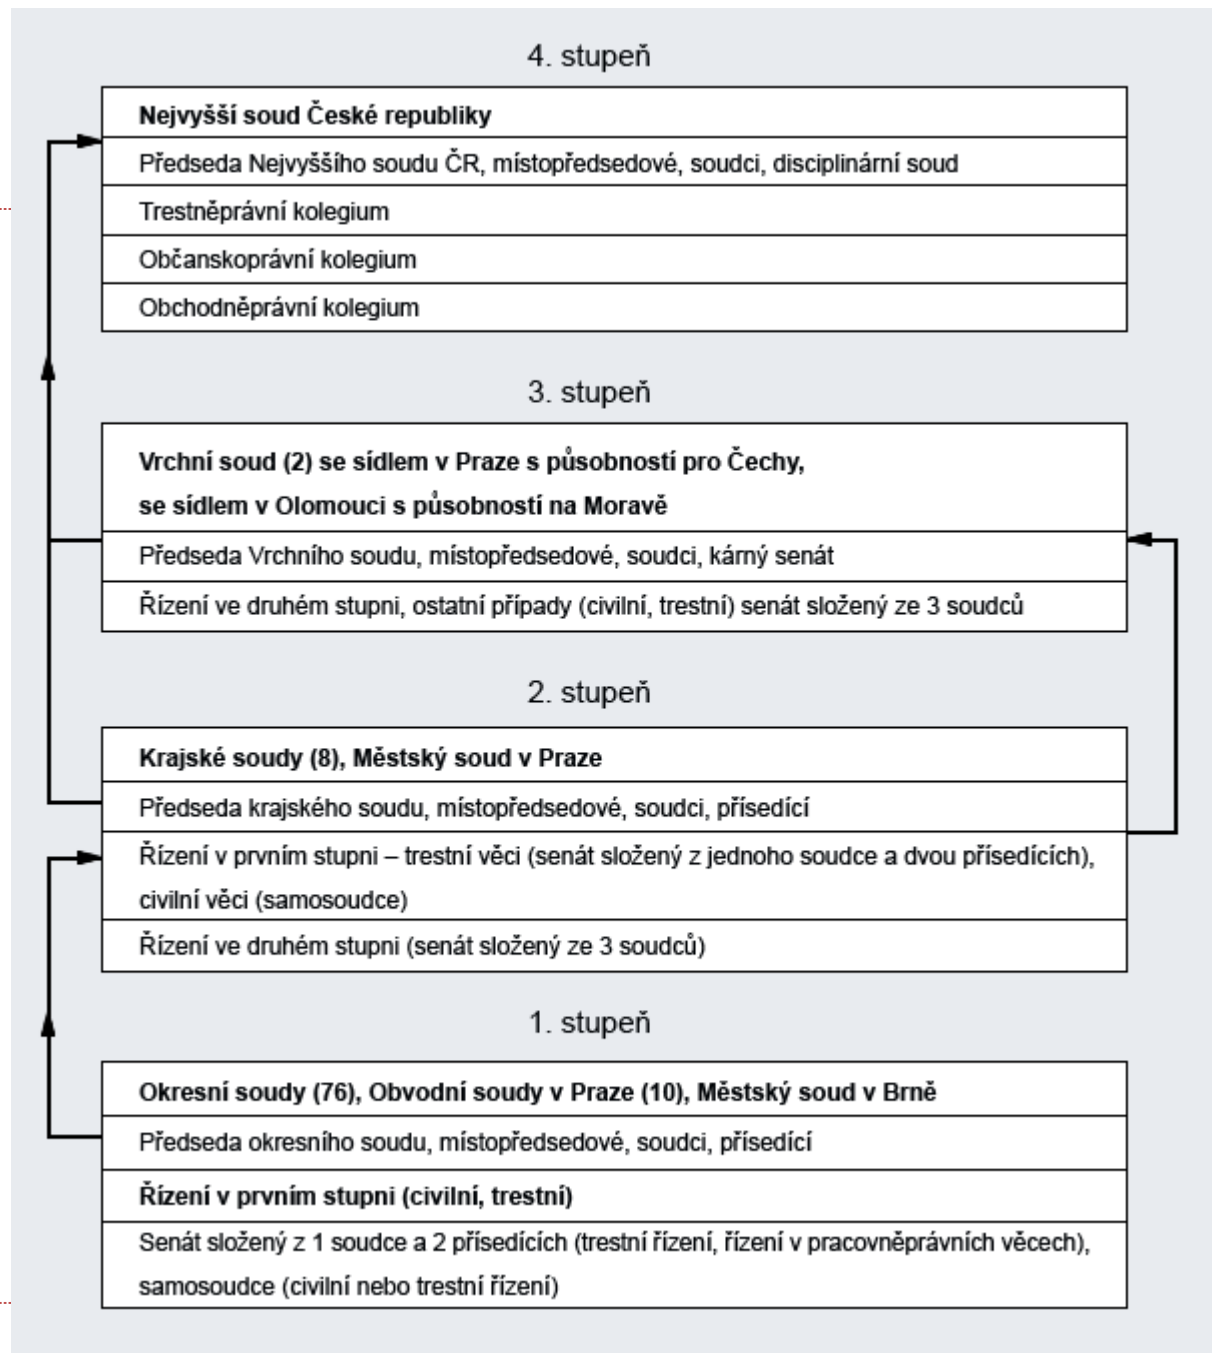 4. stupeň
Nejvyšší soud České republiky
Předseda Nejvyššího soudu ČR, místopředsedové, soudci, disciplinární soud
Trestněprávní kolegium
Občanskoprávní kolegium
Obchodněprávní kolegium
3. stupeň
Vrchní soud (2) se sídlem v Praze s působností pro Čechy,
se sídlem v Olomouci s působností na Moravě
Předseda Vrchního soudu, místopředsedové, soudci, kárný senát
Řízení ve druhém stupni, ostatní případy (civilní, trestní) senát složený ze 3 soudců
2. stupeň
Krajské soudy (8), Městský soud v Praze
Předseda krajského soudu, místopředsedové, soudci, přísedící
Řízení v prvním stupni – trestní věci (senát složený z jednoho soudce a dvou přísedících),
civilní věci (samosoudce)
Řízení ve druhém stupni (senát složený ze 3 soudců)
1. stupeň
Okresní soudy (76), Obvodní soudy v Praze (10), Městský soud v Brně
Předseda okresního soudu, místopředsedové, soudci, přísedící
Řízení v prvním stupni (civilní, trestní)
Senát složený z 1 soudce a 2 přísedících (trestní řízení, řízení v pracovněprávních věcech),
samosoudce (civilní nebo trestní řízení)